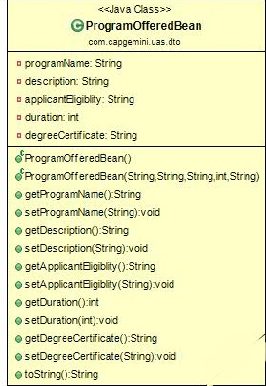 <<Java Class>>
ProgramOfferedBean
com.capgemini.uas.dto
programName: String
description: String
applicantEligiblity: String
duration: int
degreeCertificate: String
ProgramOfferedBean()
ProgramOfferedBean(String,String,String,int,String)
getProgramName():String
setProgramName(String):void
getDescription():String
setDescription(String):void
getApplicantEligiblity():String
setApplicantEligiblity(String):void
getDuration():int
setDuration(int):void
getDegreeCertificate():String
setDegreeCertificate(String):void
toString():String